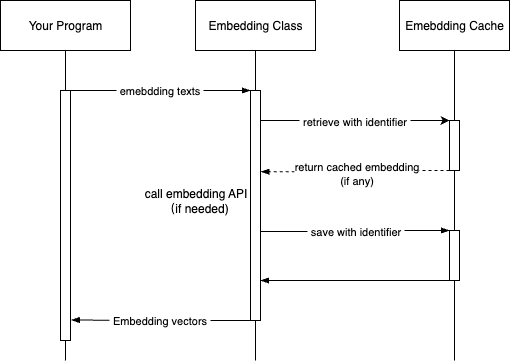 Your Program
Embedding Class
Emebdding Cache
emebdding texts
retrieve with identifier
return cached embedding
(if any)
call embedding API
(if needed)
save with identifier
Embedding vectors